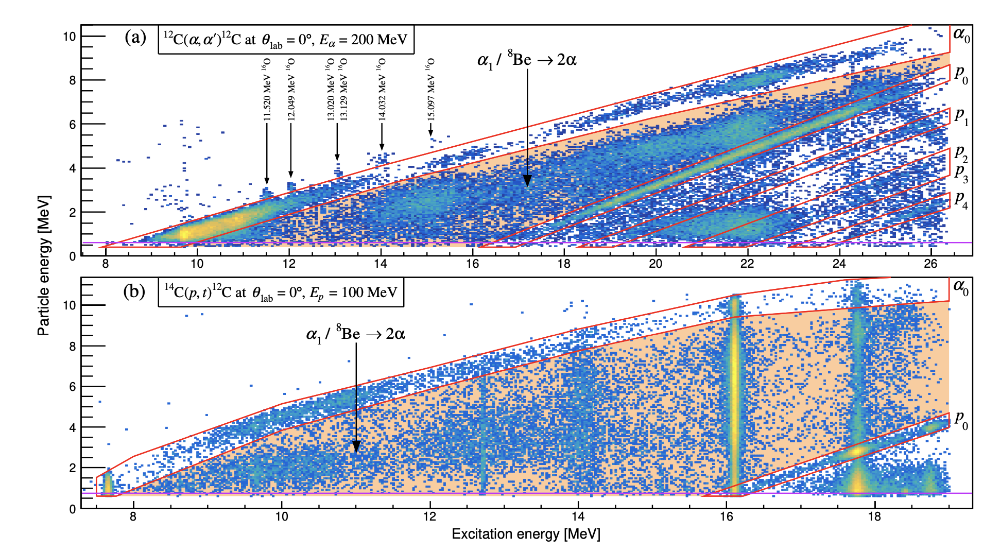 (a) ¹²C(α, α′)¹²C at θ_lab = 0°, E_α = 200 MeV
11.520 MeV ¹⁶O
12.049 MeV ¹⁶O
13.020 MeV ¹⁶O
13.129 MeV ¹⁶O
14.032 MeV ¹⁶O
15.097 MeV ¹⁶O
α₁ / ⁸Be → 2α
α₀
p₀
p₁
p₂
p₃
p₄
10
8
6
4
2
0
8 10 12 14 16 18 20 22 24 26
Particle energy [MeV]
(b) ¹⁴C(p, t)¹²C at θ_lab = 0°, E_p = 100 MeV
α₁ / ⁸Be → 2α
α₀
p₀
10
8
6
4
2
0
8 10 12 14 16 18
Excitation energy [MeV]